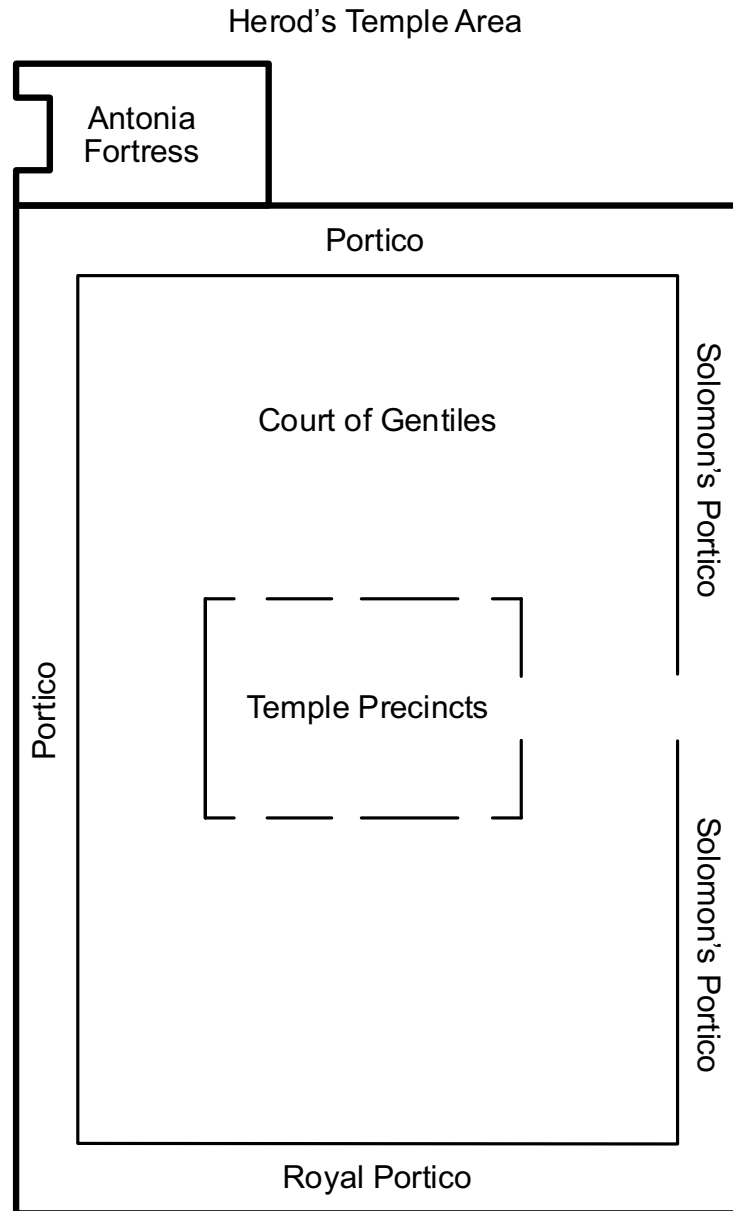 Herod’s Temple Area
Antonia
Fortress
Portico
Solomon’s Portico
Court of Gentiles
Portico
Temple Precincts
Solomon’s Portico
Royal Portico